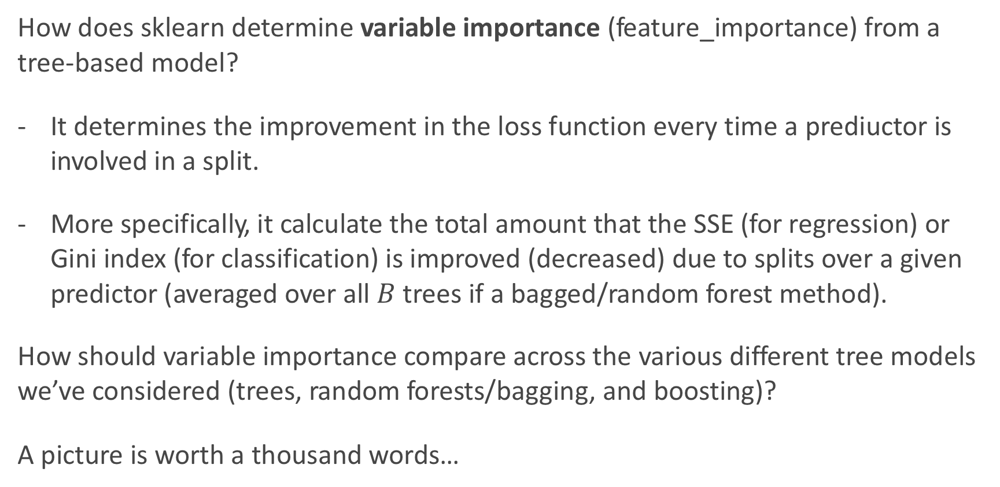 How does sklearn determine variable importance (feature_importance) from a
tree-based model?
- It determines the improvement in the loss function every time a prediuctor is
involved in a split.
- More specifically, it calculate the total amount that the SSE (for regression) or
Gini index (for classification) is improved (decreased) due to splits over a given
predictor (averaged over all B trees if a bagged/random forest method).
How should variable importance compare across the various different tree models
we’ve considered (trees, random forests/bagging, and boosting)?
A picture is worth a thousand words...